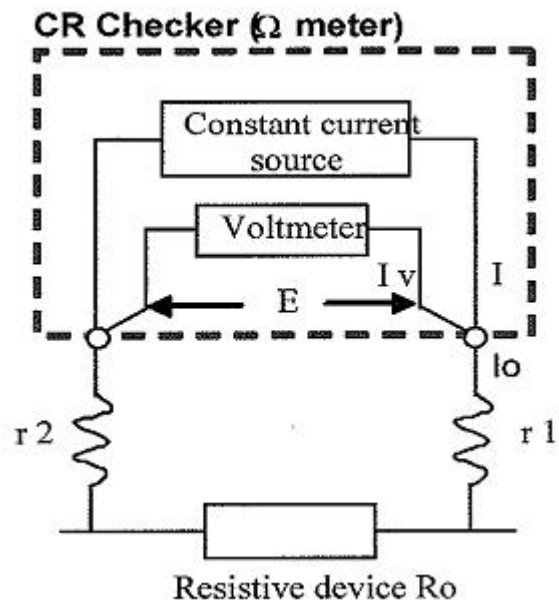 CR Checker (Ω meter)
Constant current
source
Voltmeter
I v
I
E
Io
r 2
r 1
Resistive device Ro